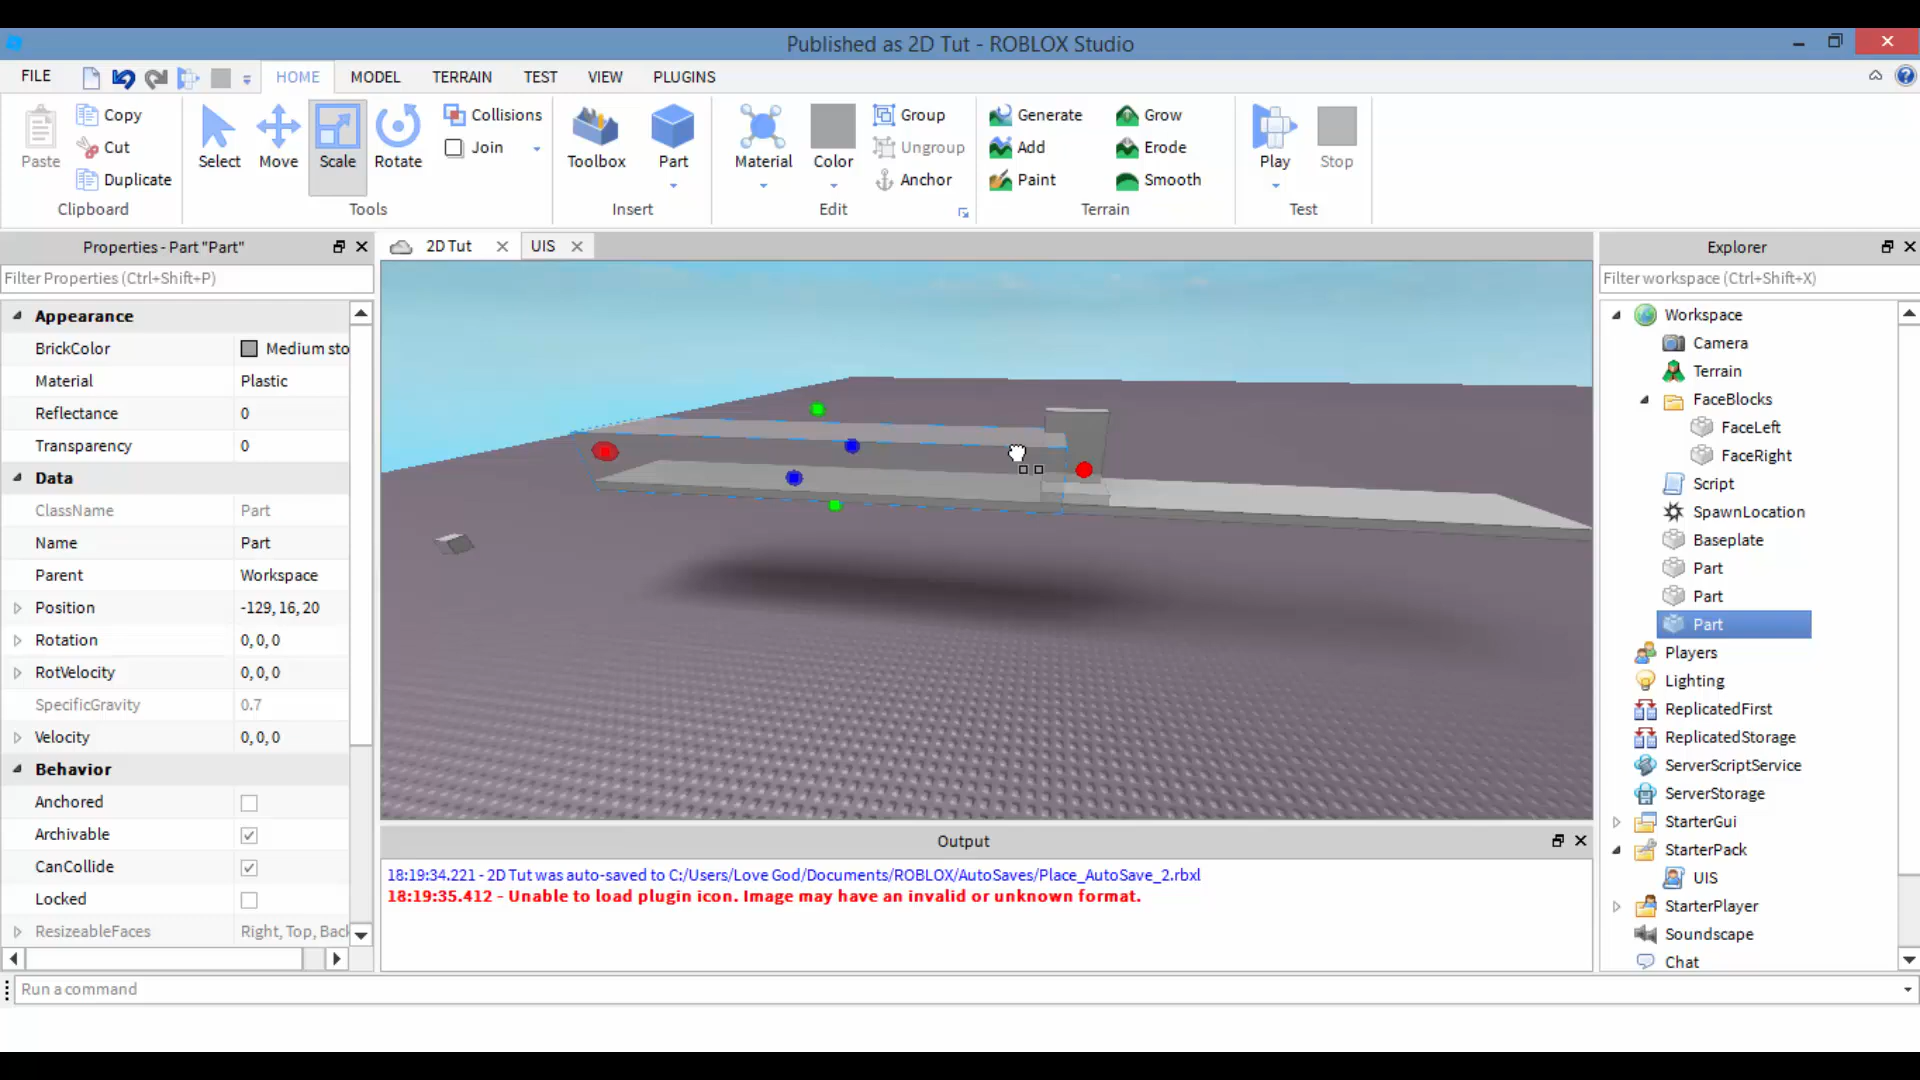 Published as 2D Tut - ROBLOX Studio
FILE HOME MODEL TERRAIN TEST VIEW PLUGINS
Paste Copy Cut Duplicate
Clipboard
Select Move Scale Rotate Collisions Join
Tools
Toolbox Part
Insert
Material Color Group Ungroup Anchor
Edit
Generate Grow
Add Erode
Paint Smooth
Terrain
Play Stop
Test
Properties - Part "Part"
Filter Properties (Ctrl+Shift+P)
Appearance
BrickColor Medium sto
Material Plastic
Reflectance 0
Transparency 0
Data
ClassName Part
Name Part
Parent Workspace
Position -129, 16, 20
Rotation 0, 0, 0
RotVelocity 0, 0, 0
SpecificGravity 0.7
Velocity 0, 0, 0
Behavior
Anchored
Archivable
CanCollide
Locked
ResizeableFaces Right, Top, Back
2D Tut UIS
Output
18:19:34.221 - 2D Tut was auto-saved to C:/Users/Love God/Documents/ROBLOX/AutoSaves/Place_AutoSave_2.rbxl
18:19:35.412 - Unable to load plugin icon. Image may have an invalid or unknown format.
Explorer
Filter workspace (Ctrl+Shift+X)
Workspace
Camera
Terrain
FaceBlocks
FaceLeft
FaceRight
Script
SpawnLocation
Baseplate
Part
Part
Part
Players
Lighting
ReplicatedFirst
ReplicatedStorage
ServerScriptService
ServerStorage
StarterGui
StarterPack
UIS
StarterPlayer
Soundscape
Chat
Run a command